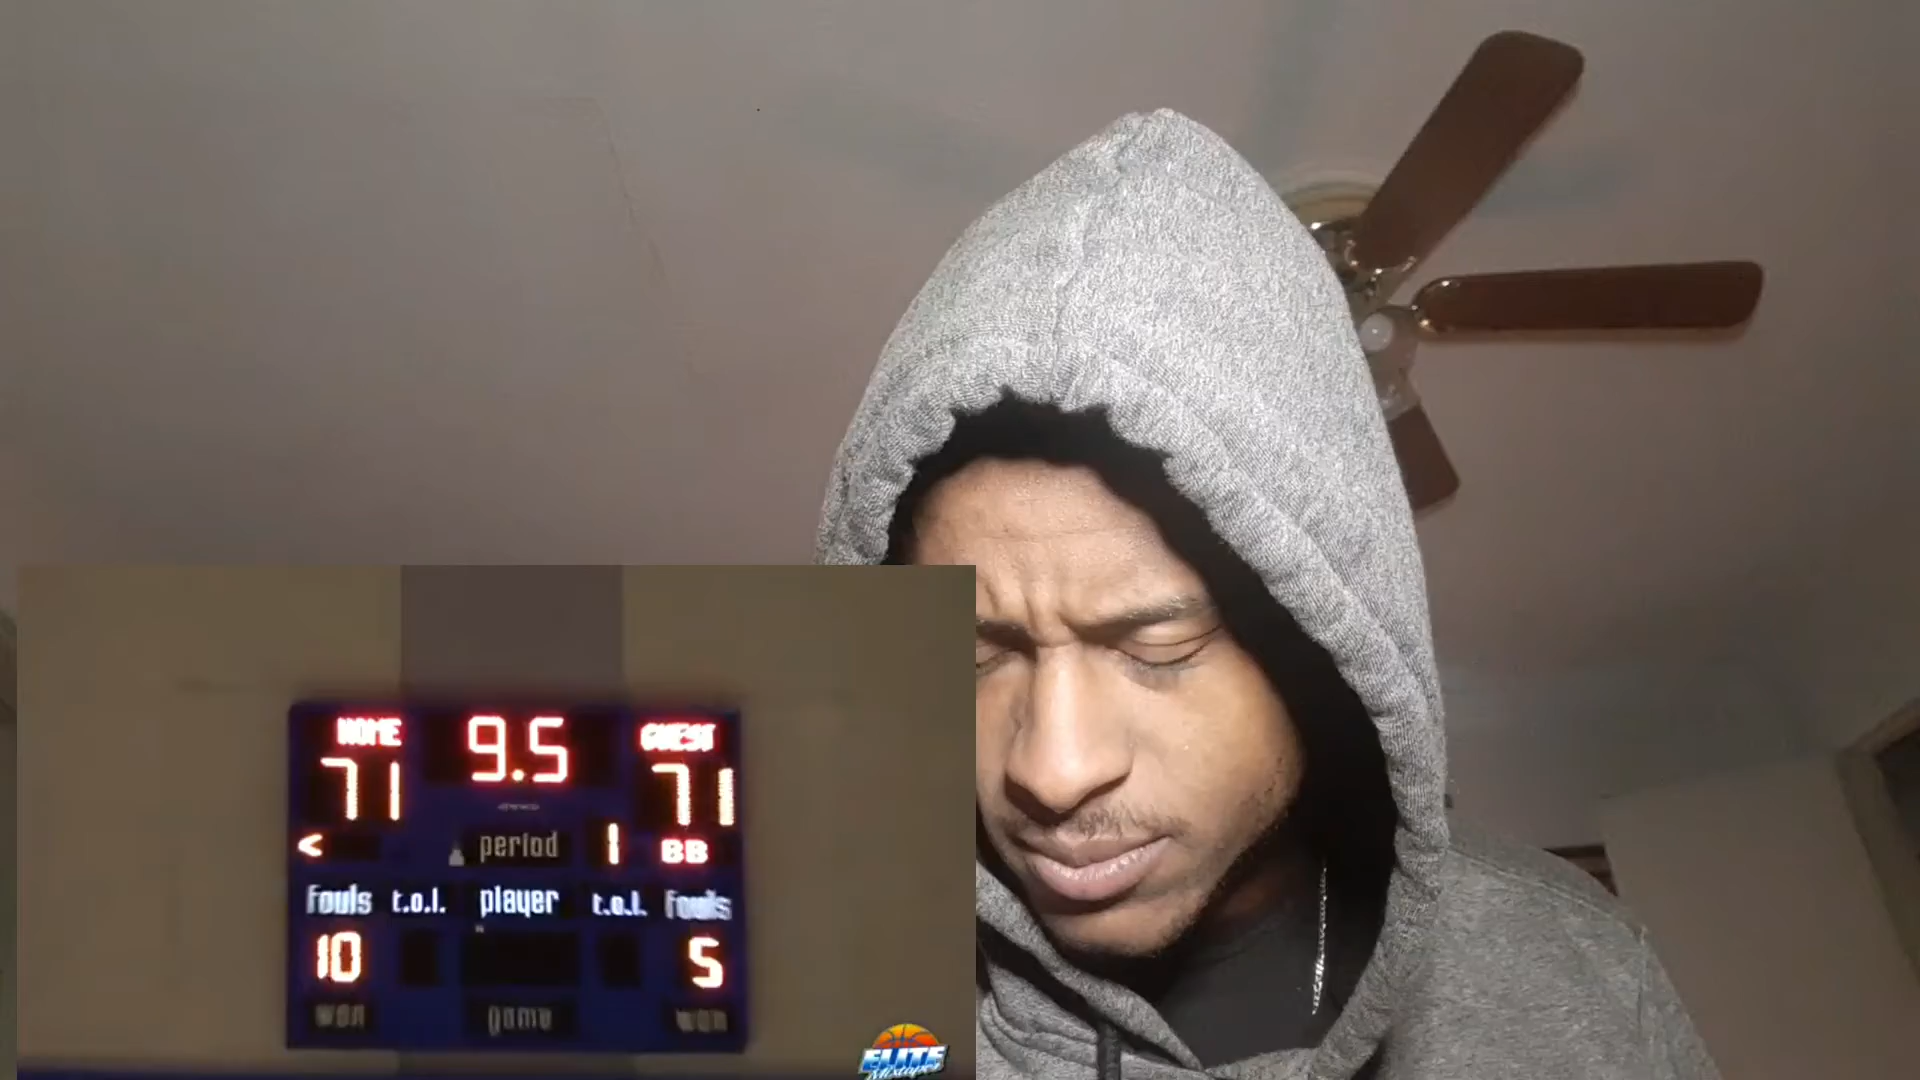 HOME 9.5 GUEST
71 71
< period 1 BB
fouls t.o.l. player t.o.l. fouls
10 5
won game won
ELITE
Mixtapes